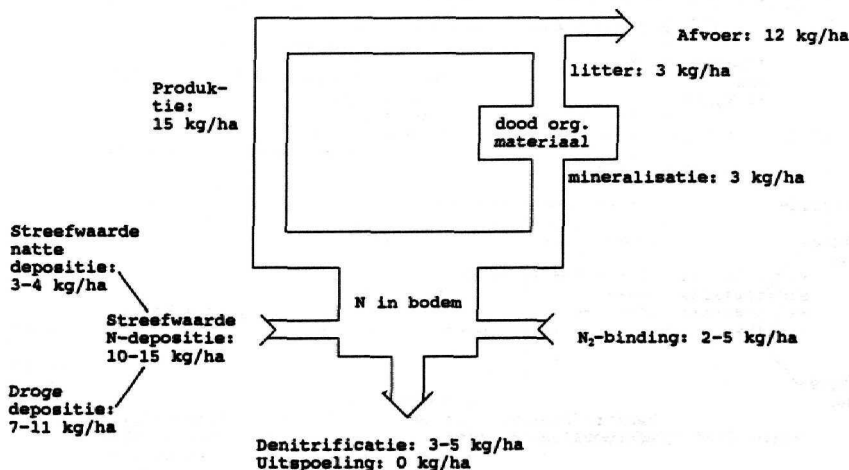 Afvoer: 12 kg/ha
litter: 3 kg/ha
Produk-
tie:
15 kg/ha
dood org.
materiaal
mineralisatie: 3 kg/ha
Streefwaarde
natte
depositie:
3-4 kg/ha
N in bodem
Streefwaarde
N-depositie:
10-15 kg/ha
N₂-binding: 2-5 kg/ha
Droge
depositie:
7-11 kg/ha
Denitrificatie: 3-5 kg/ha
Uitspoeling: 0 kg/ha